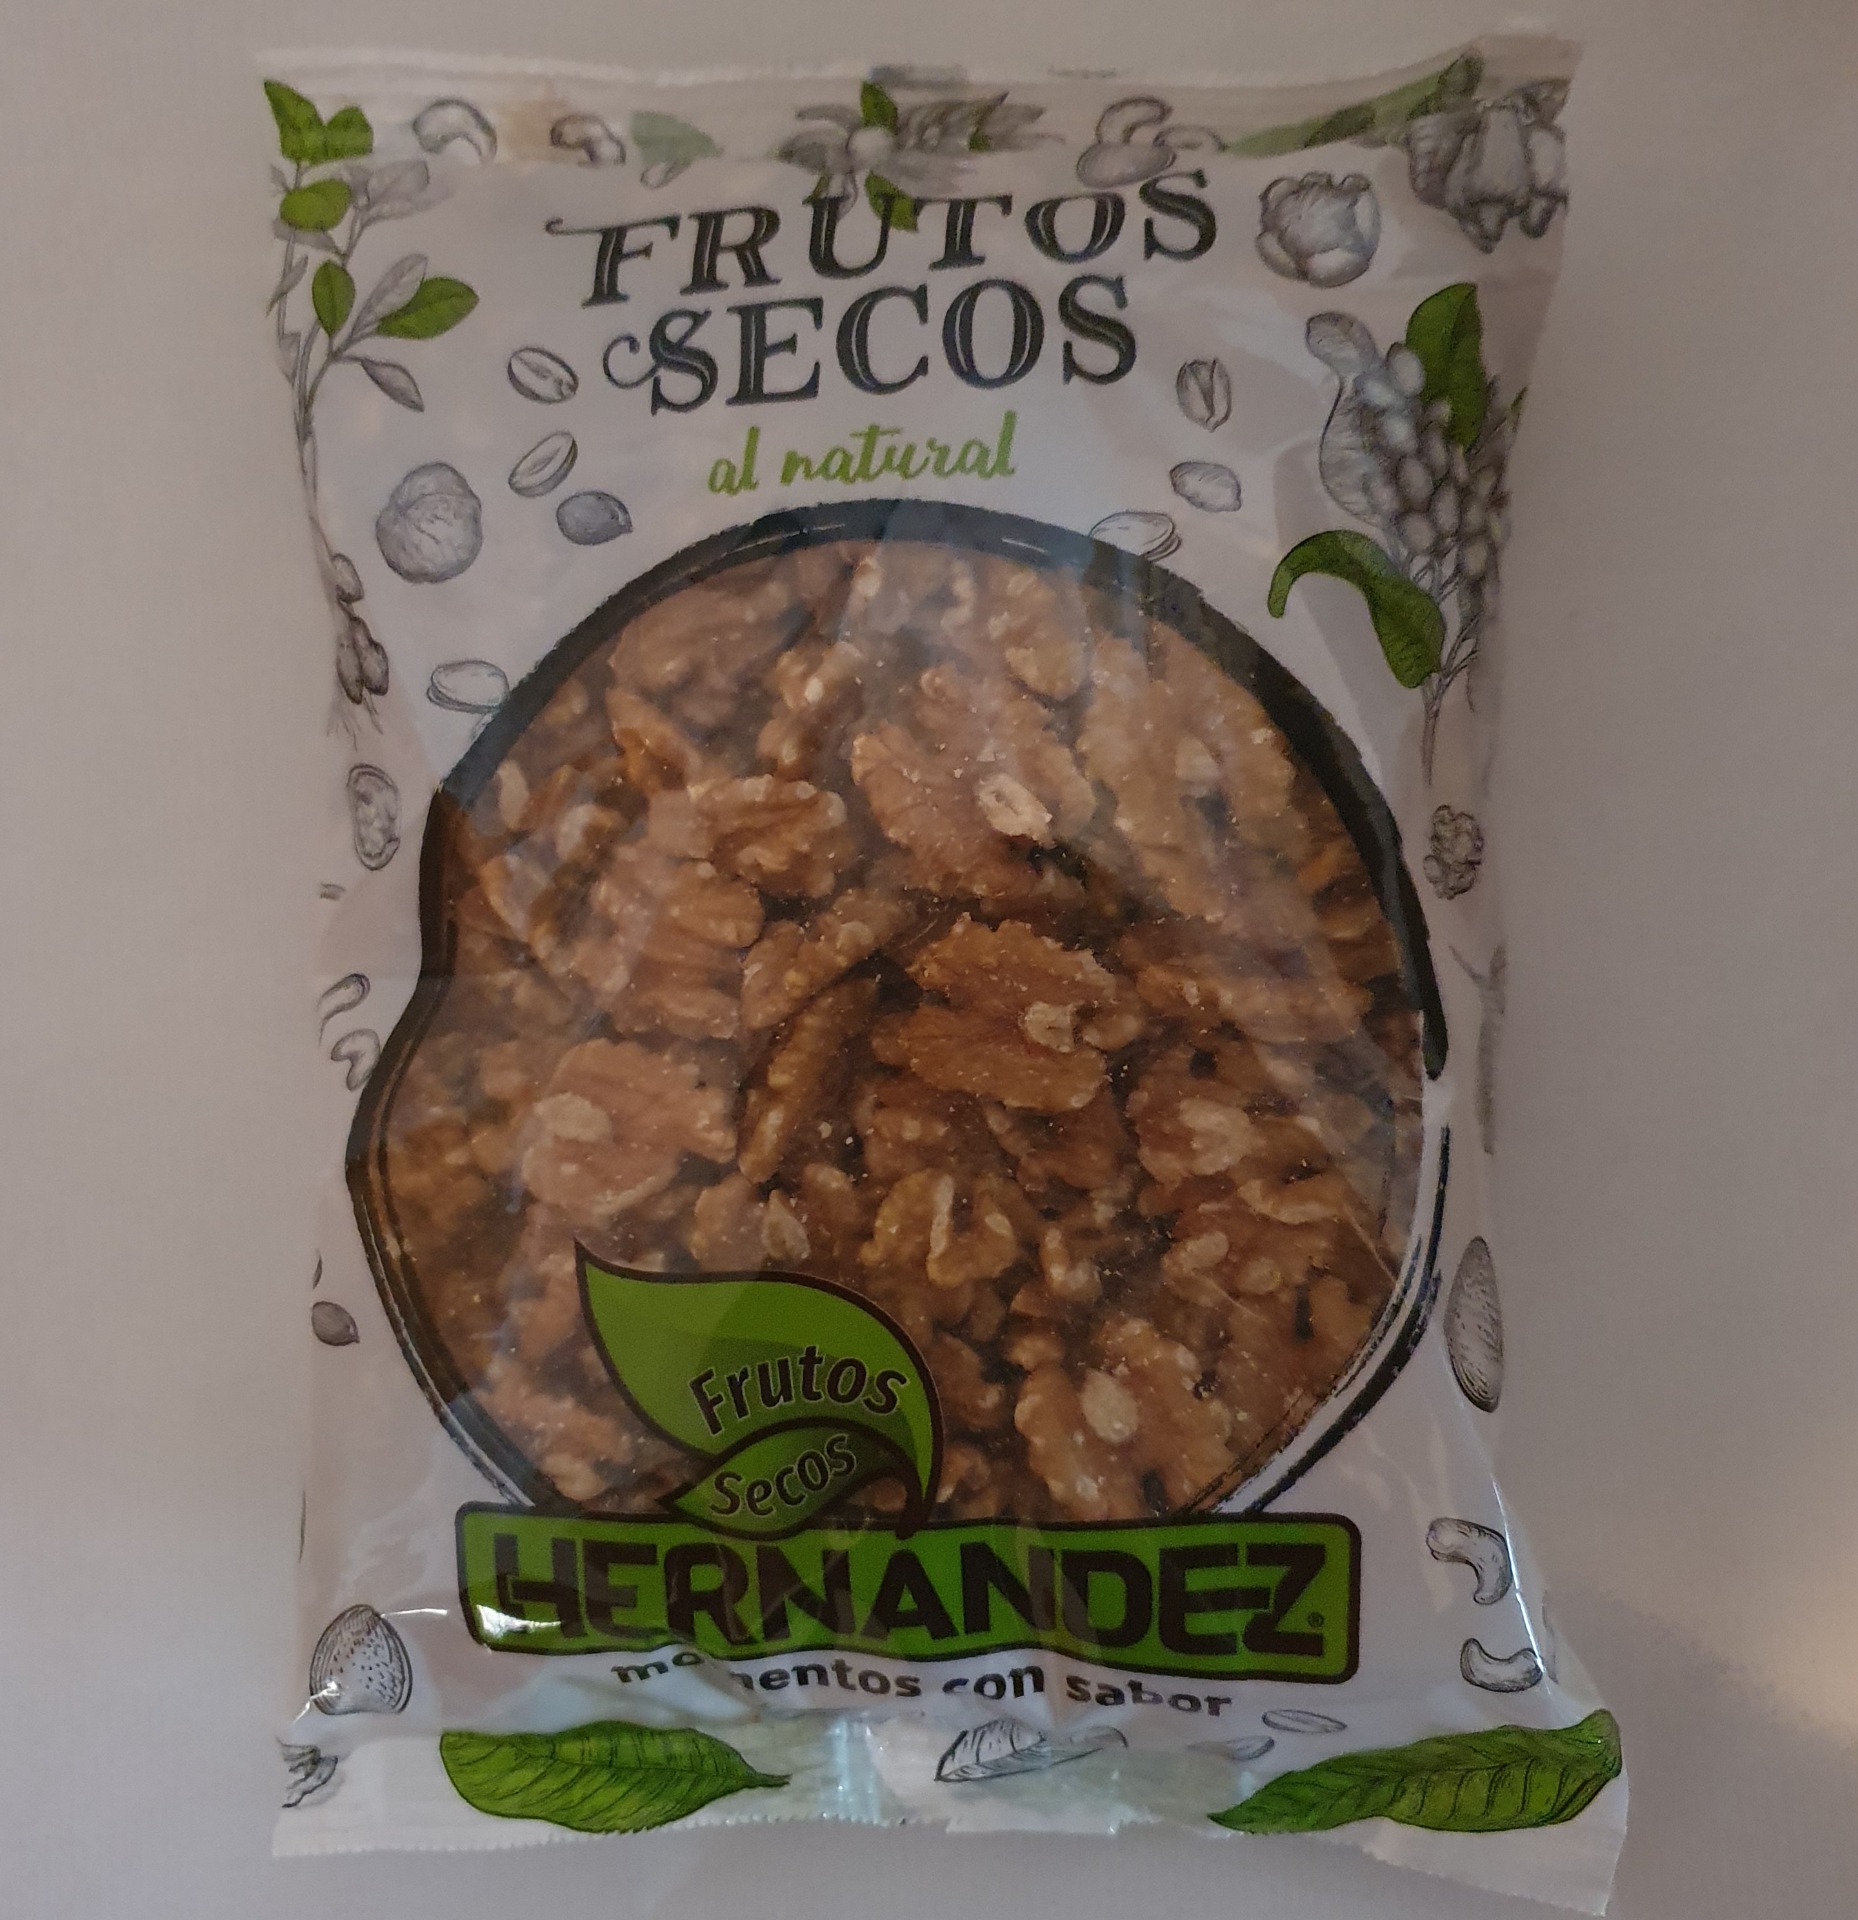 FRUTOS
SECOS
al natural
Frutos
Secos
HERNANDEZ®
momentos con sabor